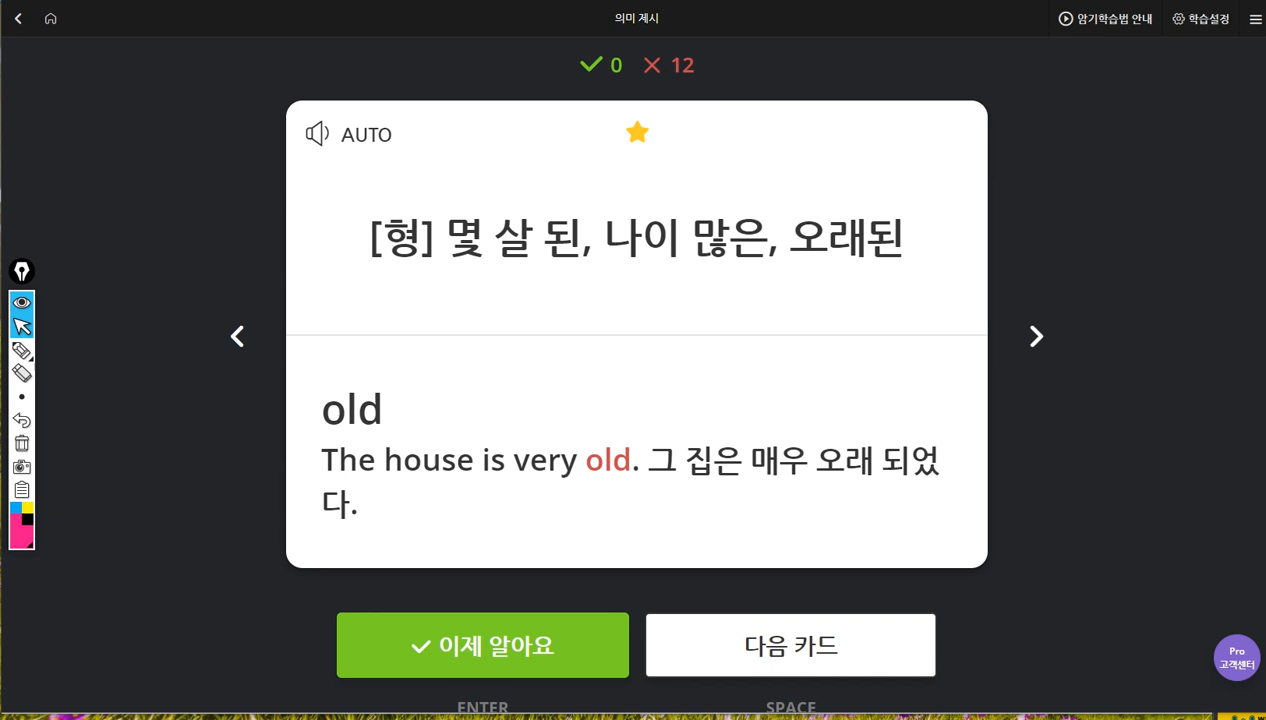 의미 제시
암기학습법 안내
학습설정
0
12
AUTO
[형] 몇 살 된, 나이 많은, 오래된
old
The house is very old. 그 집은 매우 오래 되었
다.
이제 알아요
다음 카드
Pro
고객센터
ENTER
SPACE